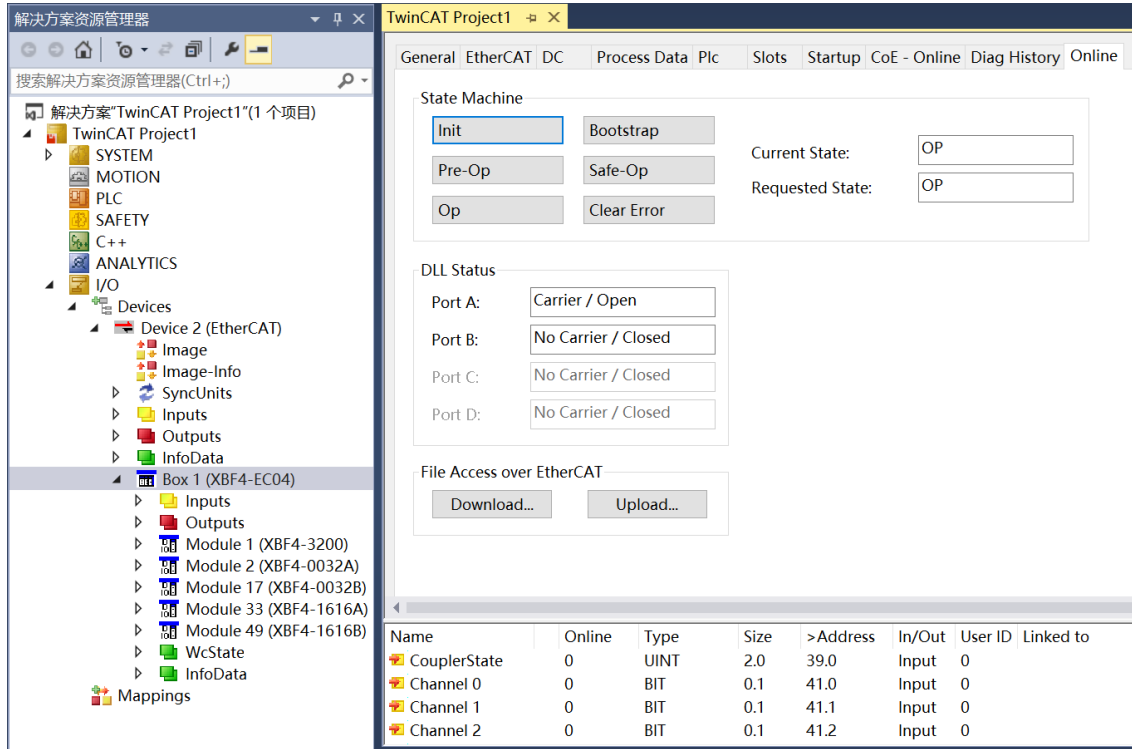 解决方案资源管理器
搜索解决方案资源管理器(Ctrl+;)
解决方案"TwinCAT Project1"(1 个项目)
TwinCAT Project1
SYSTEM
MOTION
PLC
SAFETY
C++
ANALYTICS
I/O
Devices
Device 2 (EtherCAT)
Image
Image-Info
SyncUnits
Inputs
Outputs
InfoData
Box 1 (XBF4-EC04)
Inputs
Outputs
Module 1 (XBF4-3200)
Module 2 (XBF4-0032A)
Module 17 (XBF4-0032B)
Module 33 (XBF4-1616A)
Module 49 (XBF4-1616B)
WcState
InfoData
Mappings
TwinCAT Project1
General EtherCAT DC Process Data Plc Slots Startup CoE - Online Diag History Online
State Machine
Init Bootstrap
Pre-Op Safe-Op
Op Clear Error
Current State: OP
Requested State: OP
DLL Status
Port A: Carrier / Open
Port B: No Carrier / Closed
Port C: No Carrier / Closed
Port D: No Carrier / Closed
File Access over EtherCAT
Download... Upload...
Name Online Type Size >Address In/Out User ID Linked to
CouplerState 0 UINT 2.0 39.0 Input 0
Channel 0 0 BIT 0.1 41.0 Input 0
Channel 1 0 BIT 0.1 41.1 Input 0
Channel 2 0 BIT 0.1 41.2 Input 0